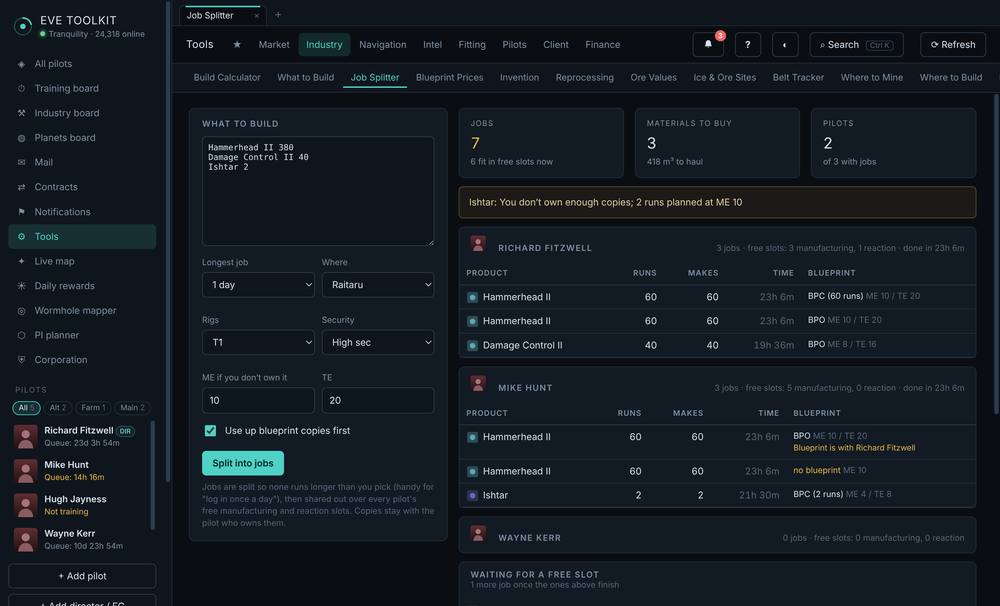 EVE TOOLKIT
Tranquility · 24,318 online
All pilots
Training board
Industry board
Planets board
Mail
Contracts
Notifications
Tools
Live map
Daily rewards
Wormhole mapper
PI planner
Corporation
PILOTS
All 5 Alt 2 Farm 1 Main 2
Richard Fitzwell DIR
Queue: 23d 3h 54m
Mike Hunt
Queue: 14h 16m
Hugh Jayness
Not training
Wayne Kerr
Queue: 10d 23h 54m
+ Add pilot
+ Add director / FC
Job Splitter × +
Tools ★ Market Industry Navigation Intel Fitting Pilots Client Finance 3 ? Search Ctrl K Refresh
Build Calculator What to Build Job Splitter Blueprint Prices Invention Reprocessing Ore Values Ice & Ore Sites Belt Tracker Where to Mine Where to Build
WHAT TO BUILD
Hammerhead II 380
Damage Control II 40
Ishtar 2
Longest job Where
1 day Raitaru
Rigs Security
T1 High sec
ME if you don't own it TE
10 20
Use up blueprint copies first
Split into jobs
Jobs are split so none runs longer than you pick (handy for
"log in once a day"), then shared out over every pilot's
free manufacturing and reaction slots. Copies stay with the
pilot who owns them.
JOBS
7
6 fit in free slots now
MATERIALS TO BUY
3
418 m³ to haul
PILOTS
2
of 3 with jobs
Ishtar: You don't own enough copies; 2 runs planned at ME 10
RICHARD FITZWELL 3 jobs · free slots: 3 manufacturing, 1 reaction · done in 23h 6m
PRODUCT RUNS MAKES TIME BLUEPRINT
Hammerhead II 60 60 23h 6m BPC (60 runs) ME 10 / TE 20
Hammerhead II 60 60 23h 6m BPO ME 10 / TE 20
Damage Control II 40 40 19h 36m BPO ME 8 / TE 16
MIKE HUNT 3 jobs · free slots: 5 manufacturing, 0 reaction · done in 23h 6m
PRODUCT RUNS MAKES TIME BLUEPRINT
Hammerhead II 60 60 23h 6m BPO ME 10 / TE 20
Blueprint is with Richard Fitzwell
Hammerhead II 60 60 23h 6m no blueprint ME 10
Ishtar 2 2 21h 30m BPC (2 runs) ME 4 / TE 8
WAYNE KERR 0 jobs · free slots: 0 manufacturing, 0 reaction
WAITING FOR A FREE SLOT
1 more job once the ones above finish